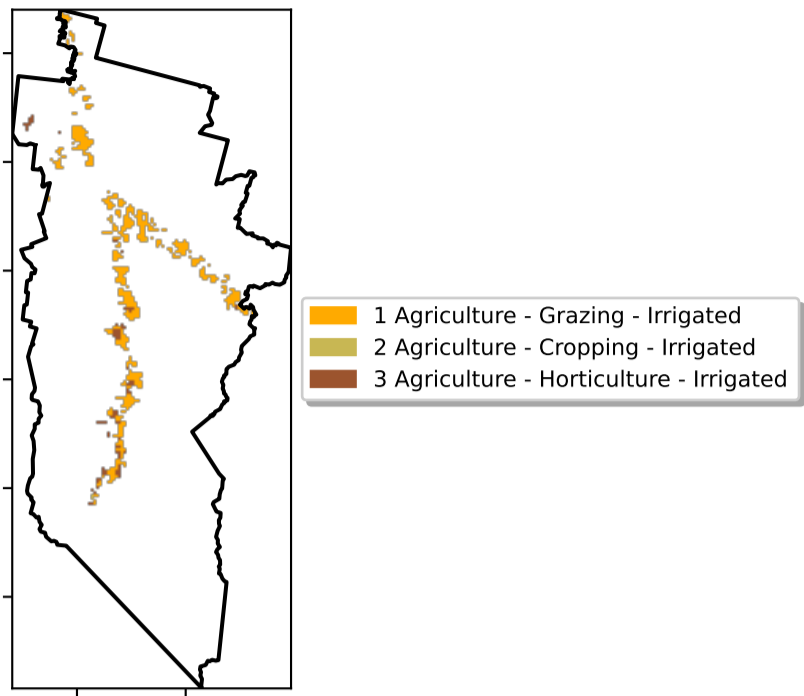 1 Agriculture - Grazing - Irrigated
2 Agriculture - Cropping - Irrigated
3 Agriculture - Horticulture - Irrigated